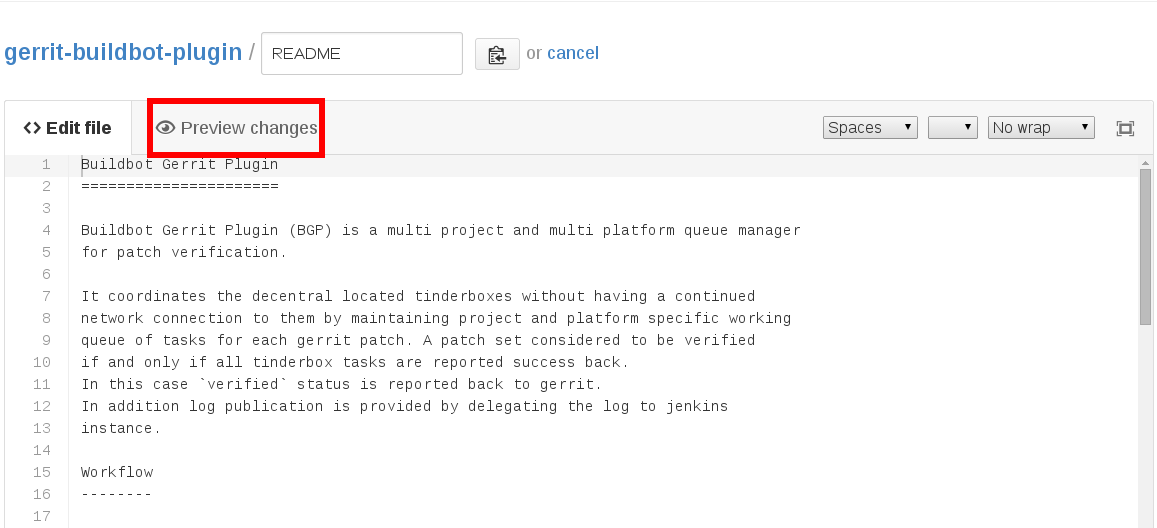 gerrit-buildbot-plugin / README or cancel
<> Edit file Preview changes Spaces No wrap
1 Buildbot Gerrit Plugin
2 ======================
3
4 Buildbot Gerrit Plugin (BGP) is a multi project and multi platform queue manager
5 for patch verification.
6
7 It coordinates the decentral located tinderboxes without having a continued
8 network connection to them by maintaining project and platform specific working
9 queue of tasks for each gerrit patch. A patch set considered to be verified
10 if and only if all tinderbox tasks are reported success back.
11 In this case `verified` status is reported back to gerrit.
12 In addition log publication is provided by delegating the log to jenkins
13 instance.
14
15 Workflow
16 --------
17